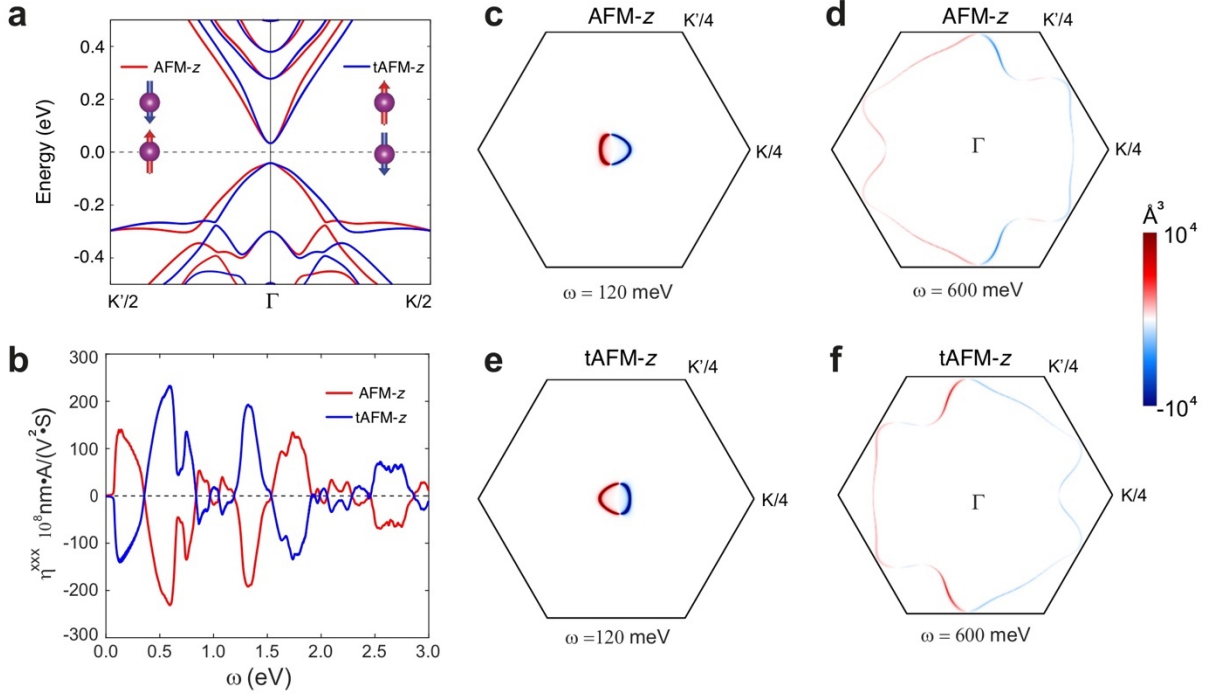 a
AFM-z
tAFM-z
Energy (eV)
0.4
0.2
0.0
-0.2
-0.4
K'/2
Γ
K/2
b
AFM-z
tAFM-z
η^xxx 10^8 nm•A/(V^2•S)
300
200
100
0
-100
-200
-300
0.0 0.5 1.0 1.5 2.0 2.5 3.0
ω (eV)
c
AFM-z
K'/4
K/4
ω = 120 meV
d
AFM-z
K'/4
Γ
K/4
ω = 600 meV
e
tAFM-z
K'/4
K/4
ω =120 meV
f
tAFM-z
K'/4
Γ
K/4
ω = 600 meV
Å^3
10^4
-10^4